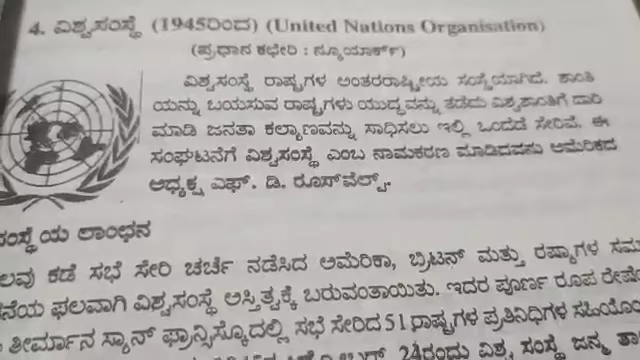 4. ವಿಶ್ವಸಂಸ್ಥೆ (1945ರಿಂದ) (United Nations Organisation)
(ಪ್ರಧಾನ ಕಛೇರಿ : ನ್ಯೂಯಾರ್ಕ್)
ವಿಶ್ವಸಂಸ್ಥೆ ರಾಷ್ಟ್ರಗಳ ಅಂತರರಾಷ್ಟ್ರೀಯ ಸಂಸ್ಥೆಯಾಗಿದೆ. ಶಾಂತಿ
ಯನ್ನು ಬಯಸುವ ರಾಷ್ಟ್ರಗಳು ಯುದ್ಧವನ್ನು ತಡೆದು ವಿಶ್ವಶಾಂತಿಗೆ ದಾರಿ
ಮಾಡಿ ಜನತಾ ಕಲ್ಯಾಣವನ್ನು ಸಾಧಿಸಲು ಇಲ್ಲಿ ಒಂದೆಡೆ ಸೇರಿವೆ. ಈ
ಸಂಘಟನೆಗೆ ವಿಶ್ವಸಂಸ್ಥೆ ಎಂಬ ನಾಮಕರಣ ಮಾಡಿದವನು ಅಮೆರಿಕದ
ಅಧ್ಯಕ್ಷ ಎಫ್. ಡಿ. ರೂಸ್‌ವೆಲ್ಟ್.
ಸಂಸ್ಥೆಯ ಲಾಂಛನ
ಲವು ಕಡೆ ಸಭೆ ಸೇರಿ ಚರ್ಚೆ ನಡೆಸಿದ ಅಮೆರಿಕಾ, ಬ್ರಿಟನ್ ಮತ್ತು ರಷ್ಯಾಗಳ
ನೆಯ ಫಲವಾಗಿ ವಿಶ್ವಸಂಸ್ಥೆ ಅಸ್ತಿತ್ವಕ್ಕೆ ಬರುವಂತಾಯಿತು. ಇದರ ಪೂರ್ಣ ರೂಪ
ತೀರ್ಮಾನ ಸ್ಯಾನ್ ಫ್ರಾನ್ಸಿಸ್ಕೋದಲ್ಲಿ ಸಭೆ ಸೇರಿದ 51 ರಾಷ್ಟ್ರಗಳ ಪ್ರತಿನಿಧಿಗಳ
24ರಂದು ವಿಶ್ವ ಸಂಸ್ಥೆ ಜನ್ಮ